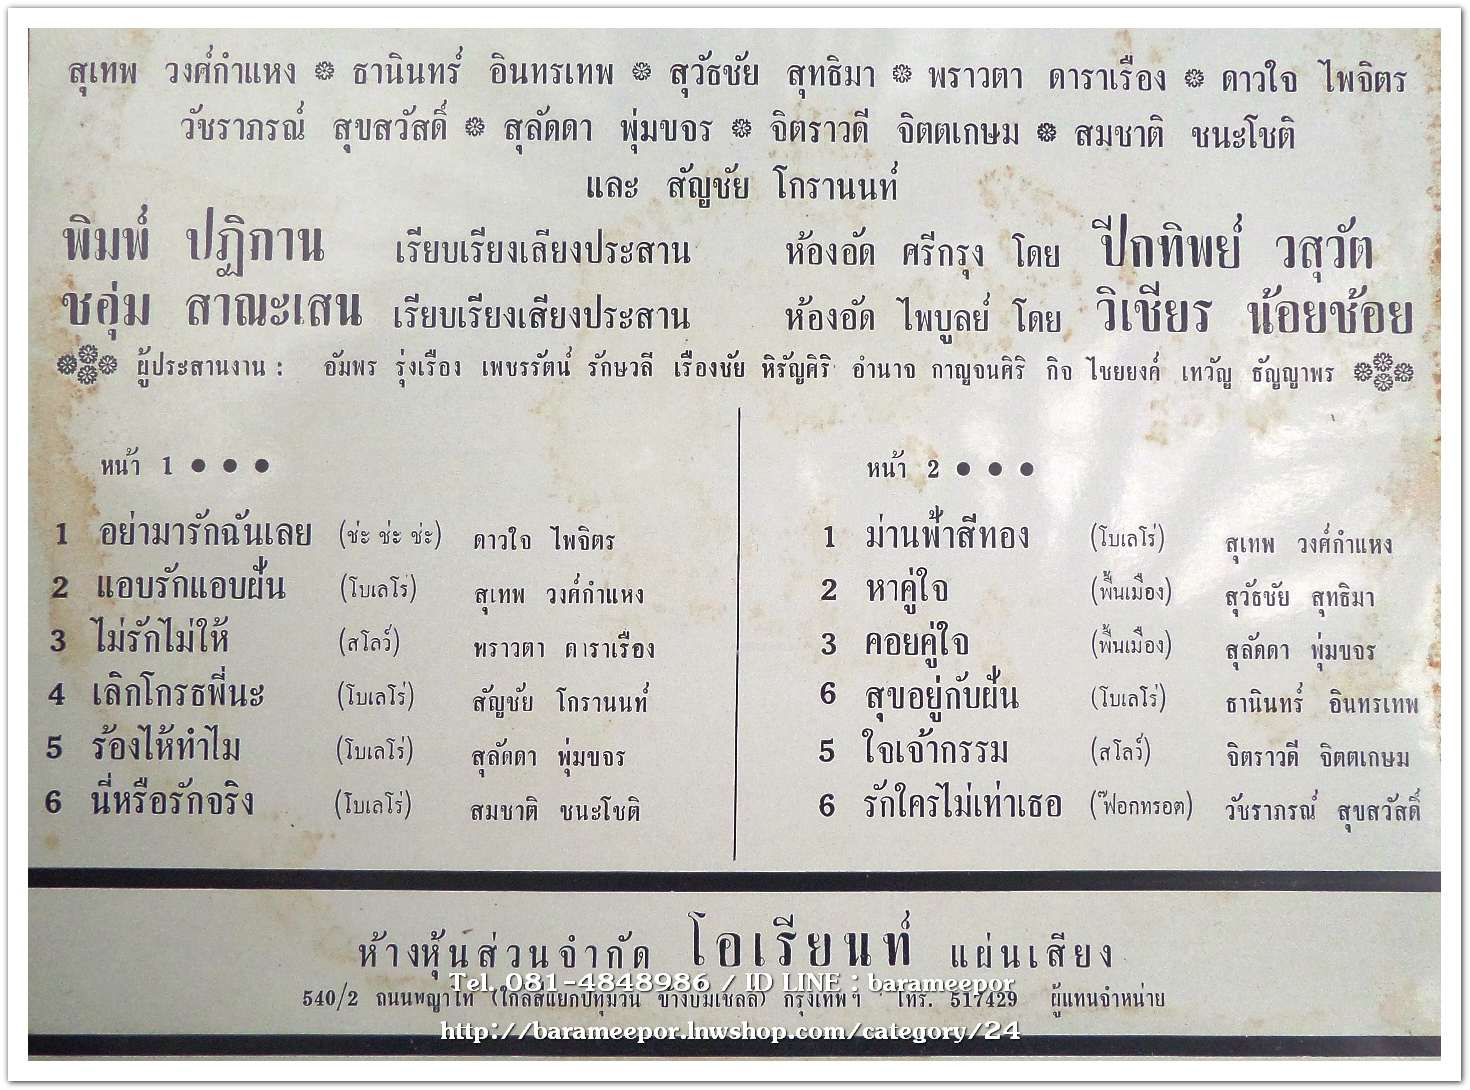 สุเทพ วงศ์กำแหง ธานินทร์ อินทรเทพ สุวัธชัย สุทธิมา พราวตา ดาราเรือง ดาวใจ ไพจิตร
วัชราภรณ์ สุขสวัสดิ์ สุลัดดา พุ่มขจร จิตราวดี จิตตเกษม สมชาติ ชนะโชติ
และ สัญชัย โกรานนท์
พิมพ์ ปฏิกาน เรียบเรียงเสียงประสาน ห้องอัด ศรีกรุง โดย ปีกทิพย์ วสุวัต
ชอุ่ม สาณะเสน เรียบเรียงเสียงประสาน ห้องอัด ไพบูลย์ โดย วิเชียร น้อยช้อย
ผู้ประสานงาน : อัมพร รุ่งเรือง เพชรรัตน์ รักษวลี เรืองชัย หิรัญศิริ อำนาจ กาญจนศิริ กิจ ไชยยงค์ เทวัญ ธัญญาพร
หน้า 1 ● ● ●
1 อย่ามารักฉันเลย (ช่ะ ช่ะ ช่ะ) ดาวใจ ไพจิตร
2 แอบรักแอบฝัน (โบเลโร่) สุเทพ วงศ์กำแหง
3 ไม่รักไม่ให้ (สโลว์) พราวตา ดาราเรือง
4 เลิกโกรธพี่นะ (โบเลโร่) สัญชัย โกรานนท์
5 ร้องไห้ทำไม (โบเลโร่) สุลัดดา พุ่มขจร
6 นี่หรือรักจริง (โบเลโร่) สมชาติ ชนะโชติ
หน้า 2 ● ● ●
1 ม่านฟ้าสีทอง (โบเลโร่) สุเทพ วงศ์กำแหง
2 หาคู่ใจ (พื้นเมือง) สุวัธชัย สุทธิมา
3 คอยคู่ใจ (พื้นเมือง) สุลัดดา พุ่มขจร
6 สุขอยู่กับฝัน (โบเลโร่) ธานินทร์ อินทรเทพ
5 ใจเจ้ากรรม (สโลว์) จิตราวดี จิตตเกษม
6 รักใครไม่เท่าเธอ (ฟ๊อกทรอต) วัชราภรณ์ สุขสวัสดิ์
ห้างหุ้นส่วนจำกัด โอเรียนท์ แผ่นเสียง
Tel. 081-4848986 / ID LINE : barameepor
540/2 ถนนพญาไท (ใกล้สี่แยกปทุมวัน ข้างปั๊มเชลล์) กรุงเทพฯ โทร. 517429 ผู้แทนจำหน่าย
http://barameepor.lnwshop.com/category/24